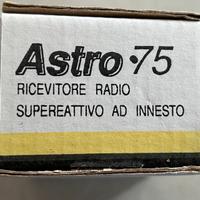 Astro·75
RICEVITORE RADIO
SUPEREATTIVO AD INNESTO